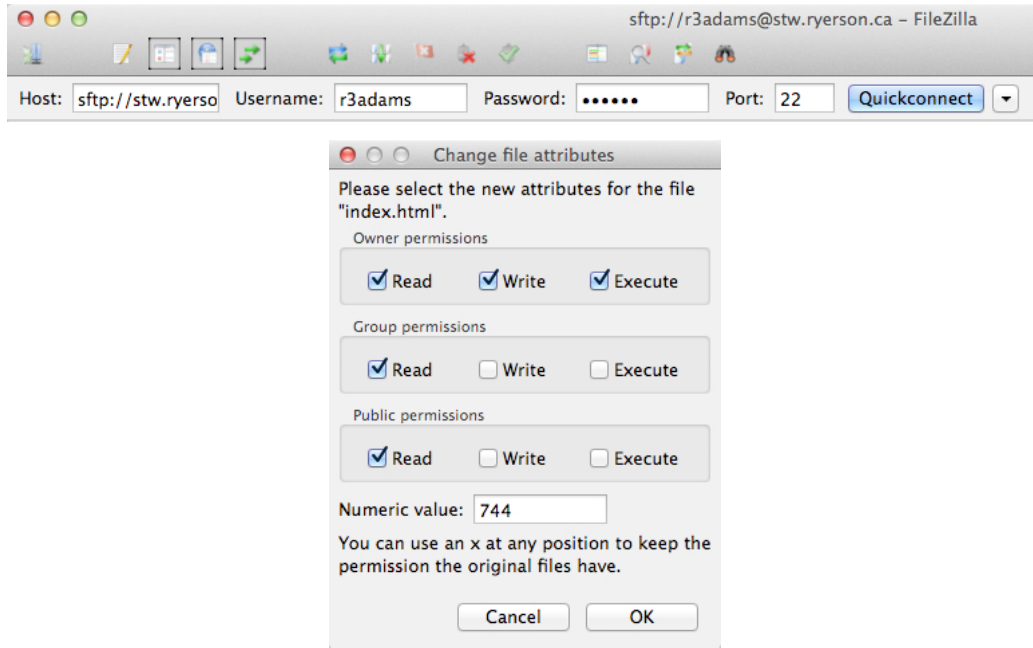 sftp://r3adams@stw.ryerson.ca – FileZilla
Host: sftp://stw.ryerso Username: r3adams Password: •••••• Port: 22 Quickconnect
Change file attributes
Please select the new attributes for the file
"index.html".
Owner permissions
Read Write Execute
Group permissions
Read Write Execute
Public permissions
Read Write Execute
Numeric value: 744
You can use an x at any position to keep the
permission the original files have.
Cancel OK